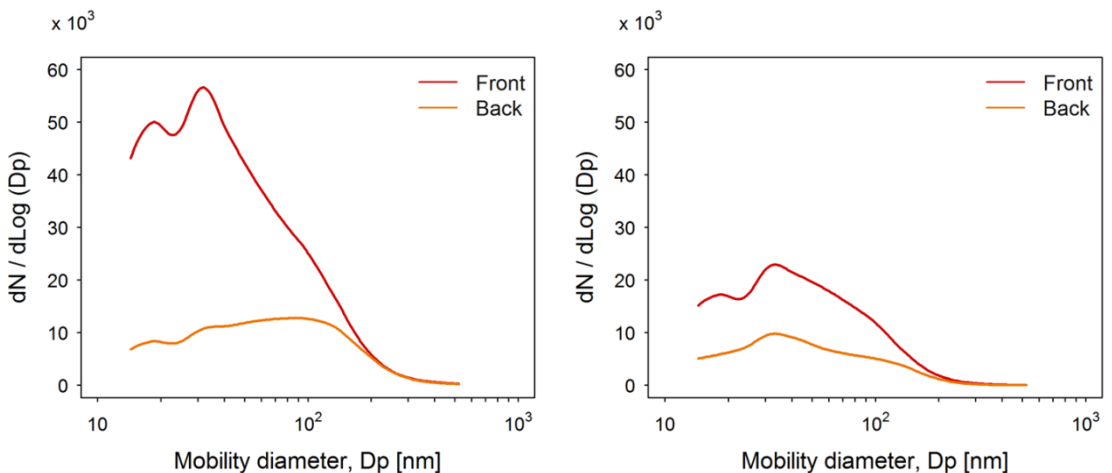 x 10³
60
50
40
30
20
10
0
dN / dLog (Dp)
Front
Back
10
10²
10³
Mobility diameter, Dp [nm]
x 10³
60
50
40
30
20
10
0
dN / dLog (Dp)
Front
Back
10
10²
10³
Mobility diameter, Dp [nm]